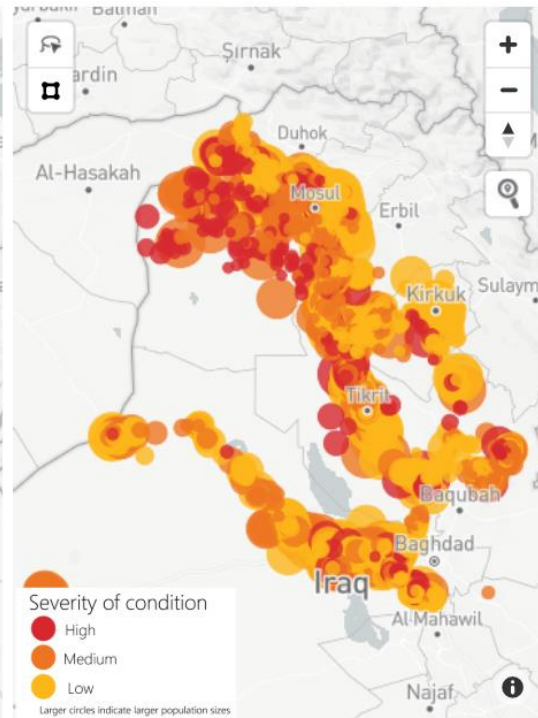 Batman
Şırnak
ardin
Duhok
Al-Hasakah
Mosul
Erbil
Kirkuk
Sulaym
Tikrit
Baqubah
Baghdad
Iraq
Al Mahawil
Najaf
Severity of condition
High
Medium
Low
Larger circles indicate larger population sizes